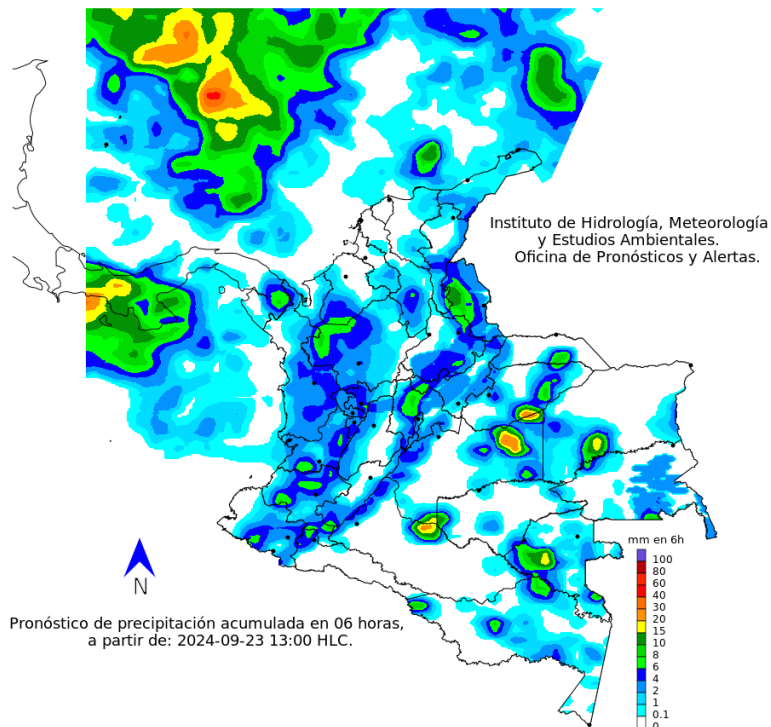 Instituto de Hidrología, Meteorología
y Estudios Ambientales.
Oficina de Pronósticos y Alertas.
mm en 6h
100
80
60
40
30
20
15
10
8
6
4
2
1
0.1
0
N
Pronóstico de precipitación acumulada en 06 horas,
a partir de: 2024-09-23 13:00 HLC.